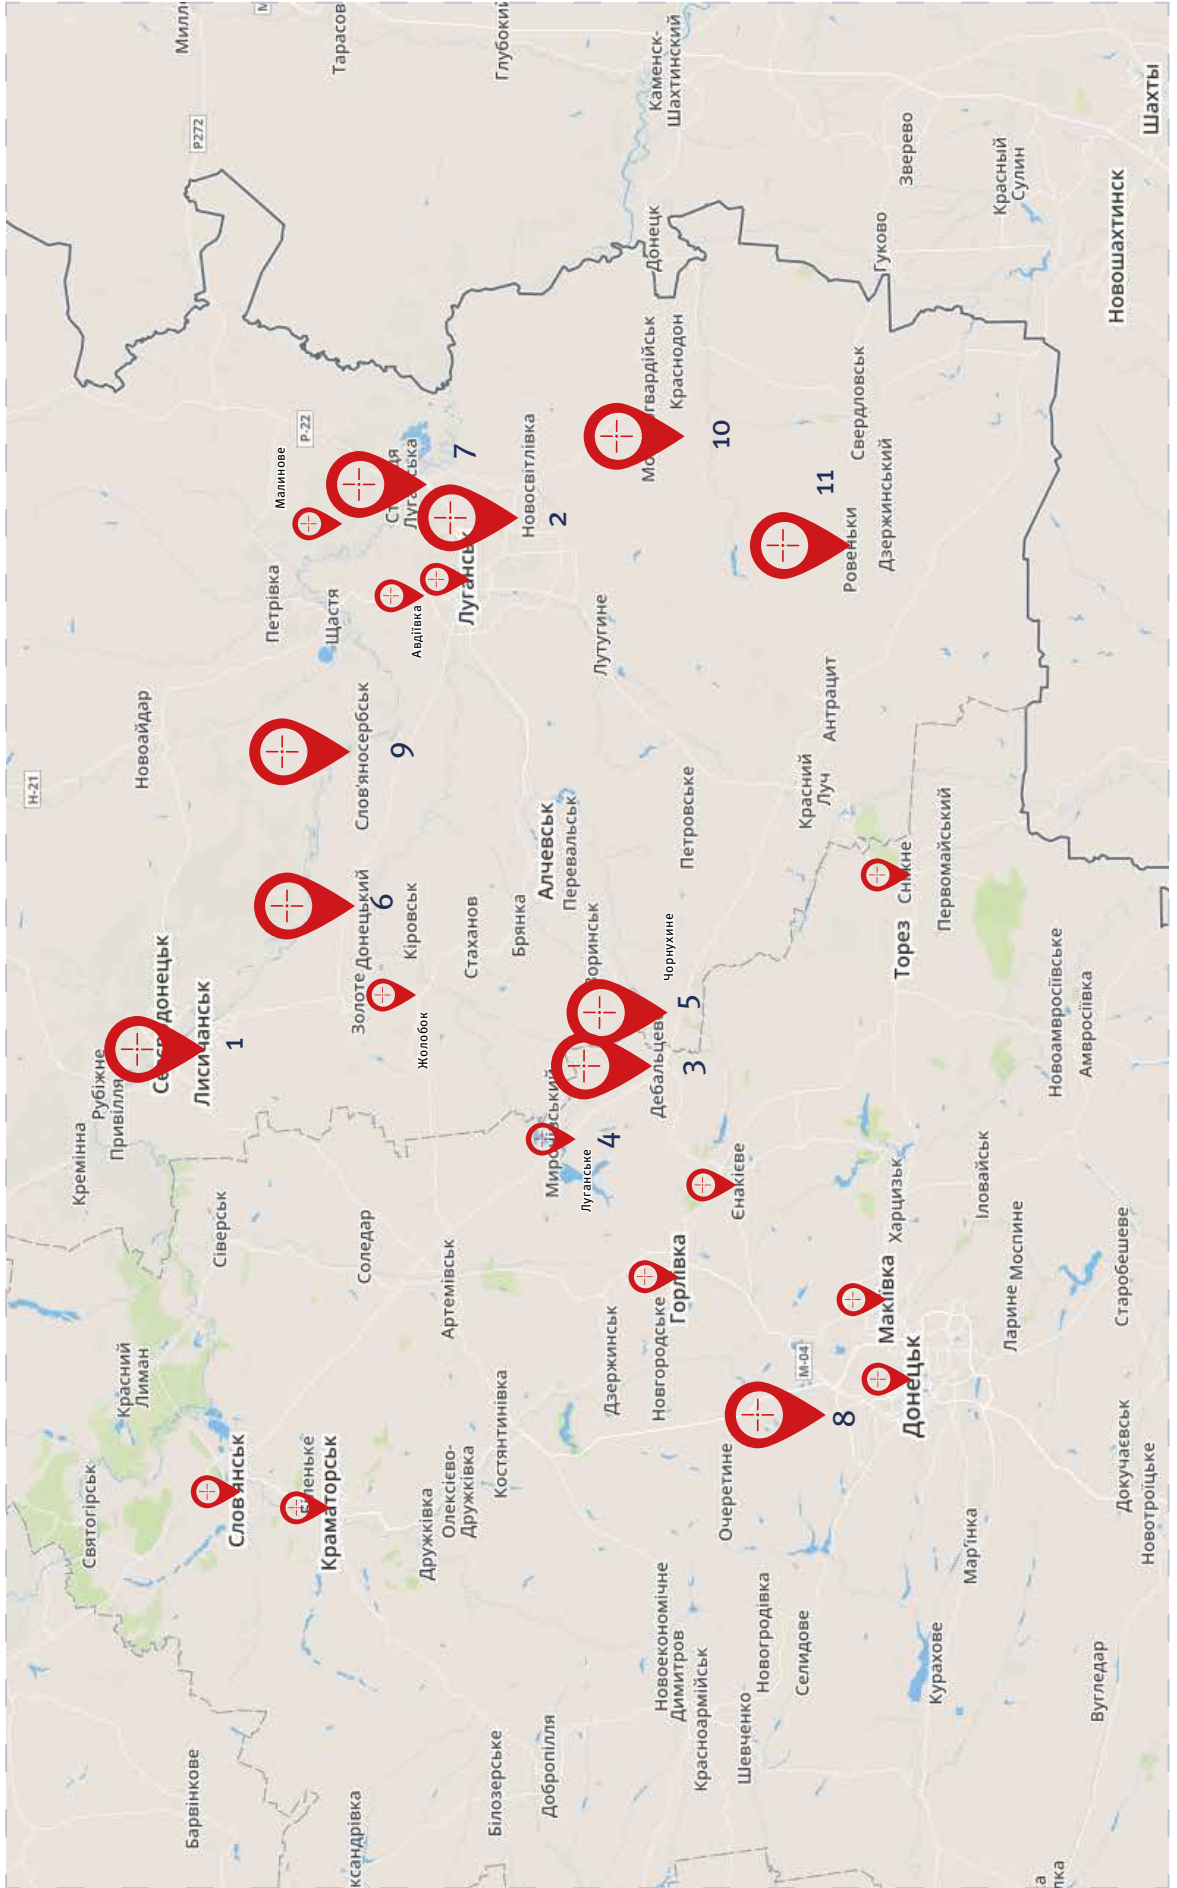 Барвінкове
ксандрівка
Білозерське
Добропілля
Святогірськ
Слов'янськ
Краматорськ
Дружківка
Олексієво-
Дружківка
Костянтинівка
Красний
Лиман
Сіверськ
Соледар
Артемівськ
Дзержинськ
Новгородське
Горлівка
Єнакієве
Новоекономічне
Димитров
Красноармійськ
Шевченко
Новогродівка
Селидове
Очеретине
8
M-04
Курахове
Мар'їнка
Вугледар
Докучаєвськ
Новотроїцьке
Донецьк
Макіївка
Харцизьк
Іловайськ
Ларине
Моспине
Старобешеве
Кремінна
Рубіжне
Привілля
Лисичанськ
1
Золоте
Донецький
6
Кіровськ
Жолобок
Стаханов
Брянка
Алчевськ
Перевальськ
Луганське
4
Дебальцеве
3
5
Чорнухине
Петровське
Торез
Первомайський
Новоамвросіївське
Амвросіївка
Красний
Луч
Антрацит
H-21
Новоайдар
Слов'яносербськ
9
Петрівка
Щастя
Малинове
P-22
Авдіївка
Луганськ
7
2
Новосвітлівка
Лутугине
Краснодон
10
11
Ровеньки
Дзержинський
Свердловськ
P272
Тарасов
Глубокий
Каменск-
Шахтинский
Донецк
Гуково
Зверево
Красный
Сулин
Новошахтинск
Шахты